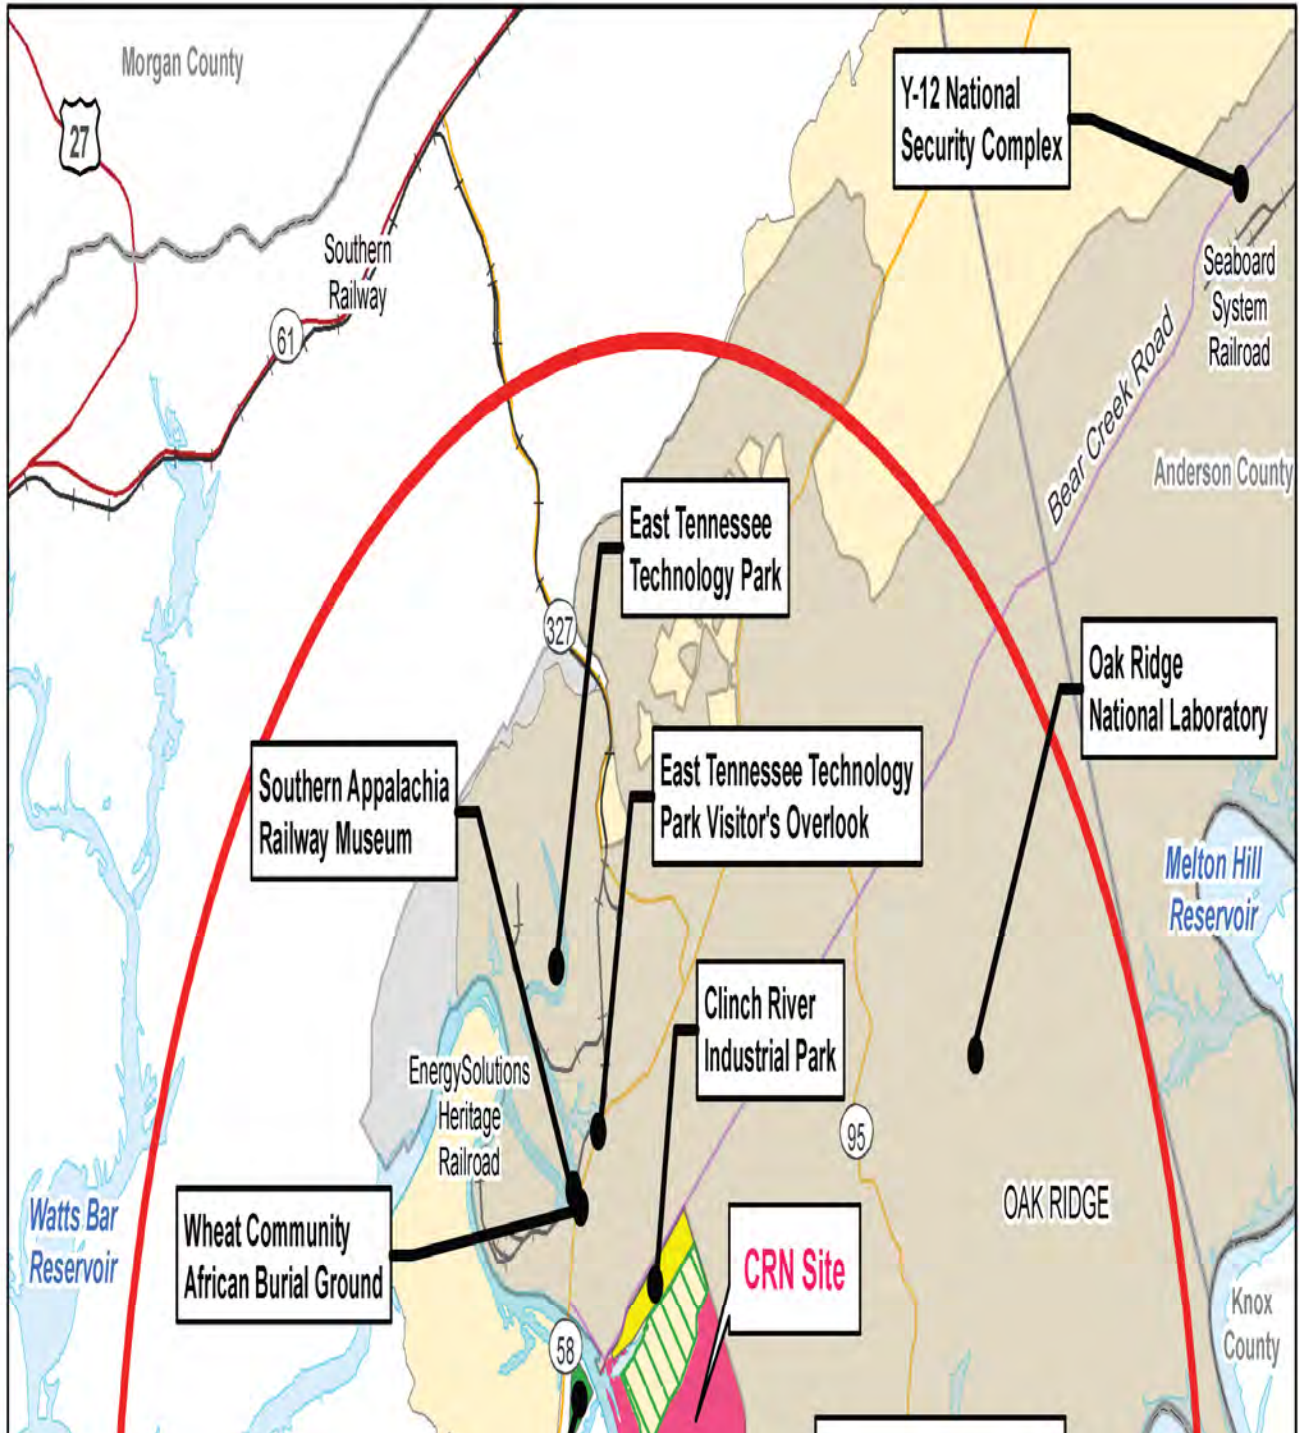 Morgan County
27
Y-12 National
Security Complex
Southern
Railway
61
Seaboard
System
Railroad
Bear Creek Road
Anderson County
East Tennessee
Technology Park
327
Oak Ridge
National Laboratory
Southern Appalachia
Railway Museum
East Tennessee Technology
Park Visitor's Overlook
Melton Hill
Reservoir
Clinch River
Industrial Park
EnergySolutions
Heritage
Railroad
95
OAK RIDGE
Watts Bar
Reservoir
Wheat Community
African Burial Ground
CRN Site
Knox
County
58